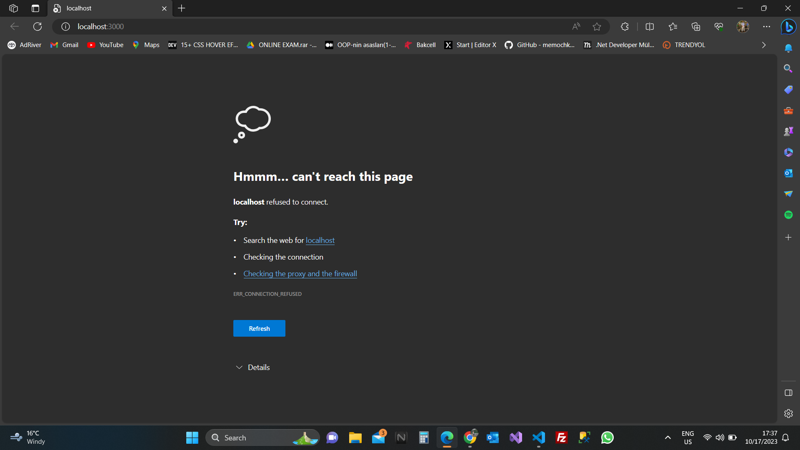 localhost
localhost:3000
AdRiver
Gmail
YouTube
Maps
DEV
15+ CSS HOVER EF...
ONLINE EXAM.rar -...
OOP-nin asaslan(1-...
Bakcell
Start | Editor X
GitHub - memochk...
.Net Developer Mül...
TRENDYOL
Hmmm... can't reach this page
localhost refused to connect.
Try:
• Search the web for localhost
• Checking the connection
• Checking the proxy and the firewall
ERR_CONNECTION_REFUSED
Refresh
Details
16°C
Windy
Search
3
ENG
US
17:37
10/17/2023